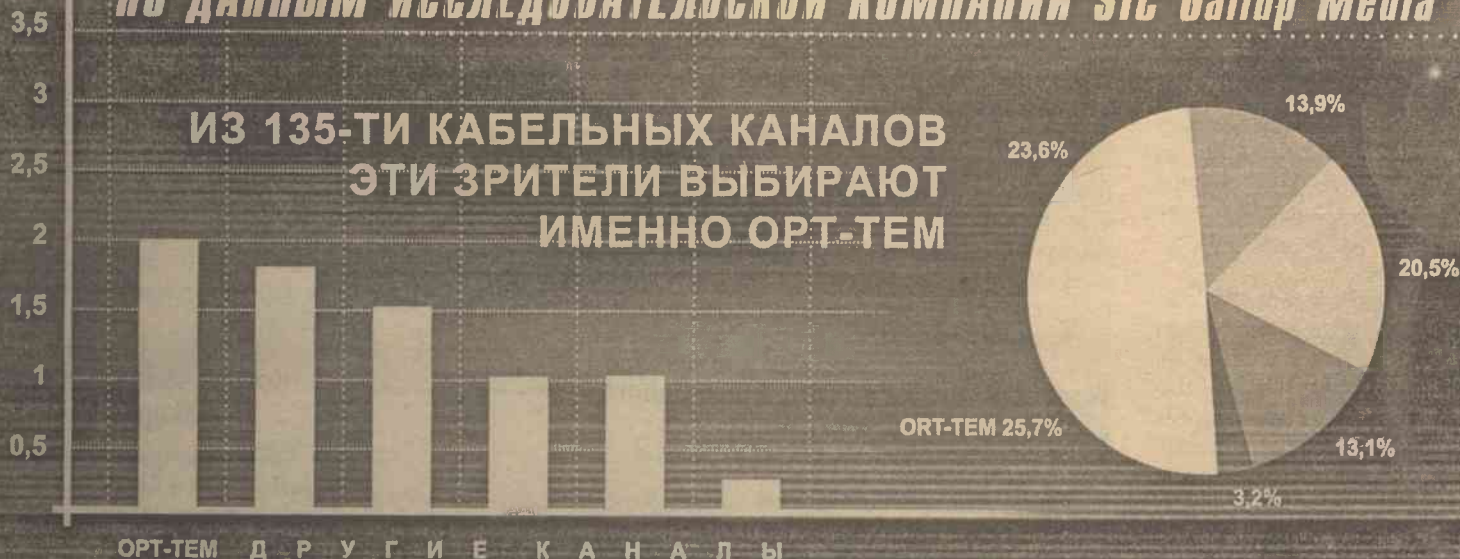 ПО ДАННЫМ ИССЛЕДОВАТЕЛЬСКОЙ КОМПАНИИ SIC Gallup Media
3,5
3
2,5
2
1,5
1
0,5
ИЗ 135-ТИ КАБЕЛЬНЫХ КАНАЛОВ
ЭТИ ЗРИТЕЛИ ВЫБИРАЮТ
ИМЕННО ОРТ-ТЕМ
ОРТ-ТЕМ Д Р У Г И Е К А Н А Л Ы
13,9%
23,6%
20,5%
ORT-TEM 25,7%
13,1%
3,2%